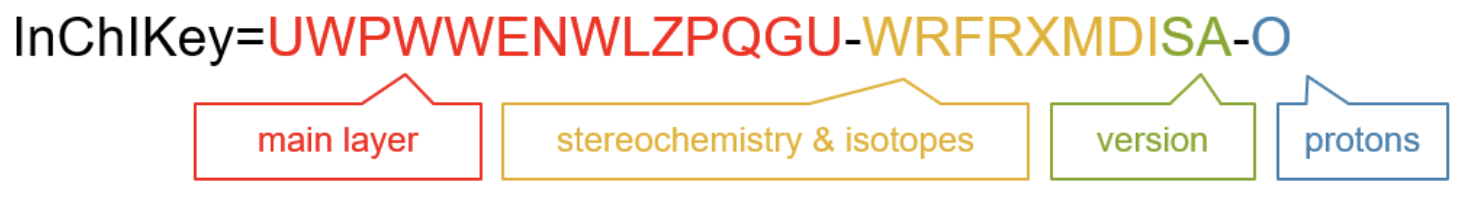 InChIKey=UWPWWENWLZPQGU-WRFRXMDISA-O
main layer
stereochemistry & isotopes
version
protons